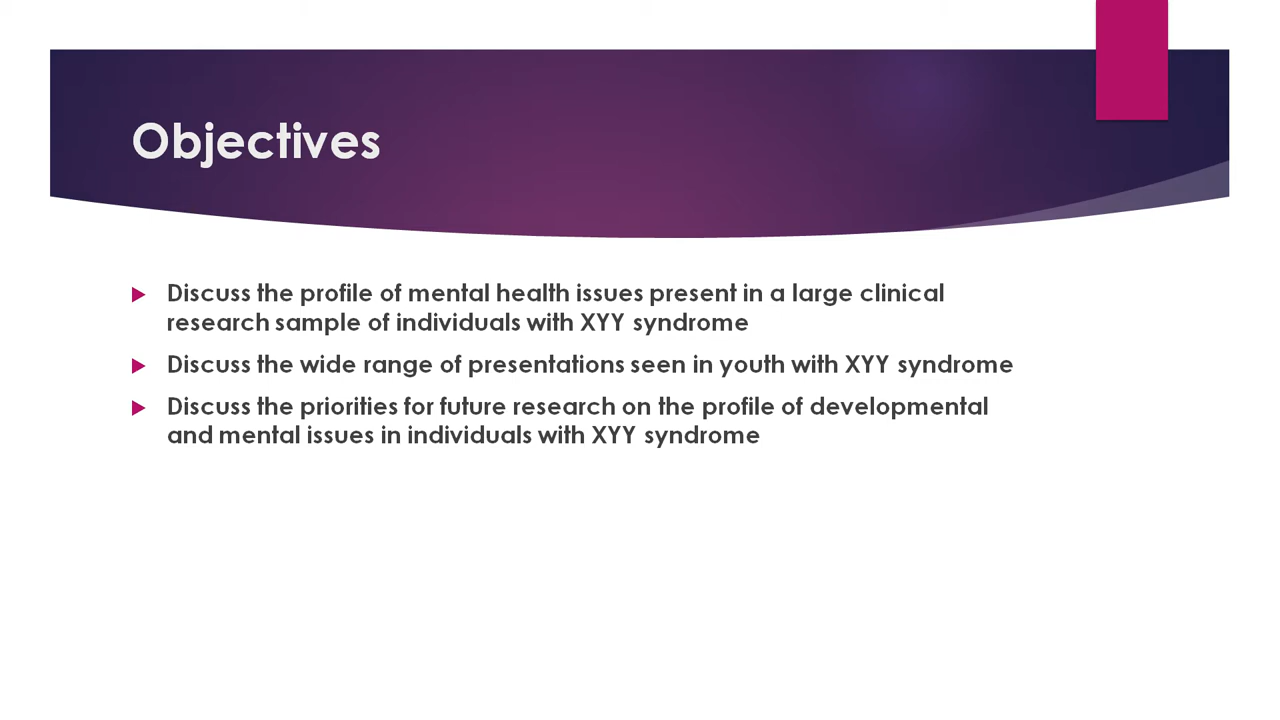 Objectives
Discuss the profile of mental health issues present in a large clinical
research sample of individuals with XYY syndrome
Discuss the wide range of presentations seen in youth with XYY syndrome
Discuss the priorities for future research on the profile of developmental
and mental issues in individuals with XYY syndrome